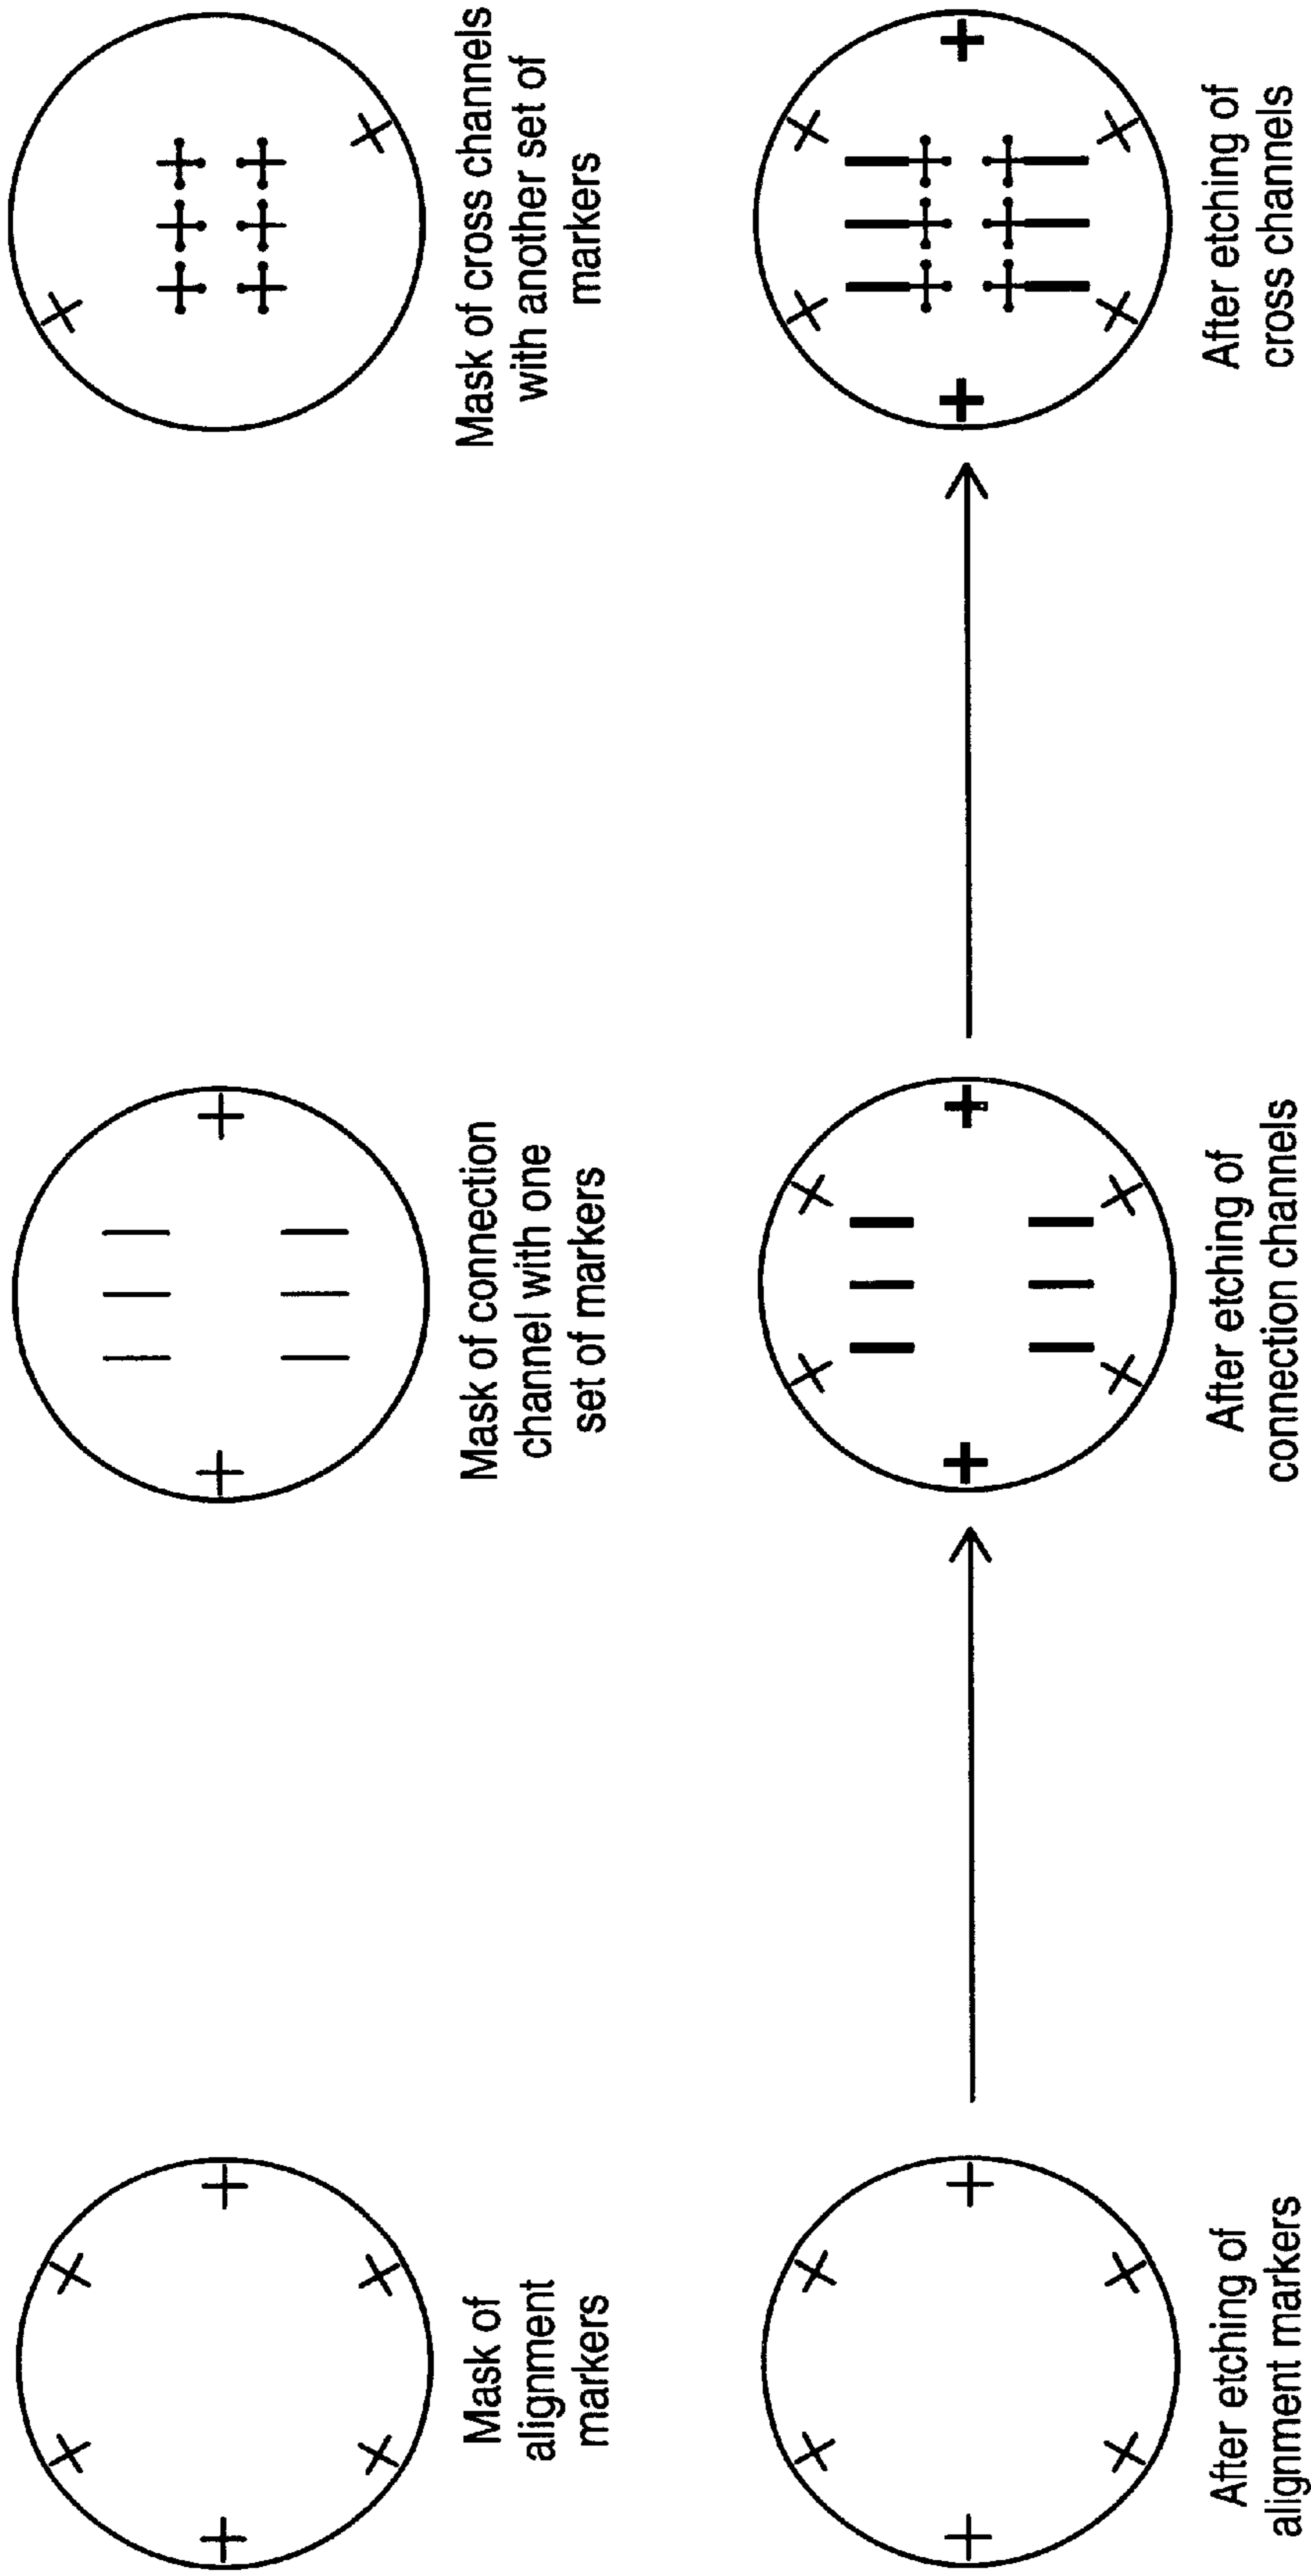 Mask of
alignment
markers
Mask of connection
channel with one
set of markers
Mask of cross channels
with another set of
markers
After etching of
alignment markers
After etching of
connection channels
After etching of
cross channels